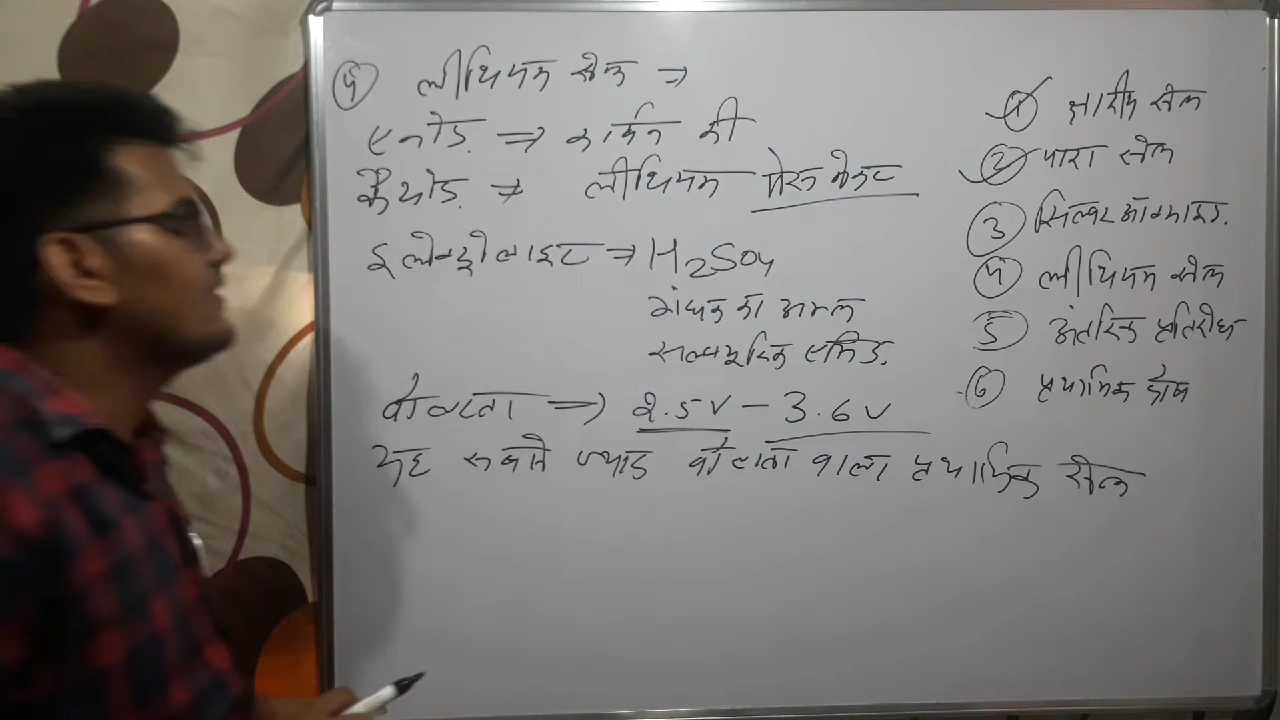 ④ लीथियम सेल ⇒
एनोड ⇒ कार्बन की
कैथोड ⇒ लीथियम
इलेक्ट्रोलाइट ⇒ H2SO4
गंधक का अम्ल
सल्फ्यूरिक एसिड.
वोल्टता ⇒ 2.5V - 3.6V
यह सबसे ज्यादा वोल्टता वाला प्राथमिक सेल
① क्षारीय सेल
② पारा सेल
③ सिल्वर ऑक्साइड.
④ लीथियम सेल
⑤ अंतरिक प्रतिरोध
⑥ प्राथमिक दोष